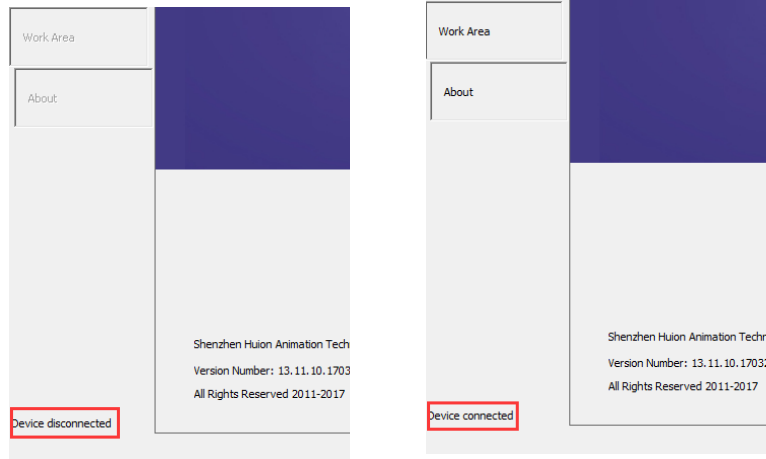 Work Area
About
Shenzhen Huion Animation Tech
Version Number: 13.11.10.1703
All Rights Reserved 2011-2017
Device disconnected
Work Area
About
Shenzhen Huion Animation Techn
Version Number: 13.11.10.17032
All Rights Reserved 2011-2017
Device connected